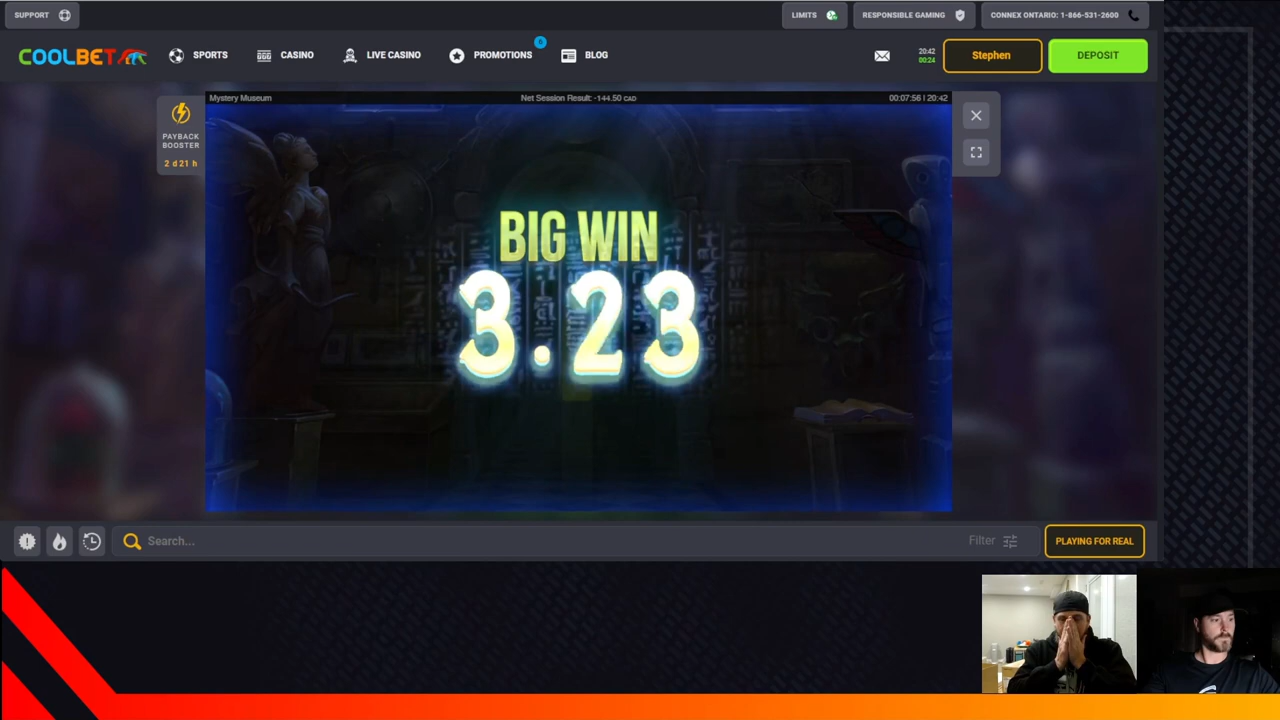 SUPPORT
LIMITS
RESPONSIBLE GAMING
CONNEX ONTARIO: 1-866-531-2600
COOLBET
SPORTS
CASINO
LIVE CASINO
PROMOTIONS
6
BLOG
20:42
00:24
Stephen
DEPOSIT
PAYBACK
BOOSTER
2 d 21 h
Mystery Museum
Net Session Result: -144.50 CAD
00:07:56 | 20:42
BIG WIN
3.23
Search...
Filter
PLAYING FOR REAL